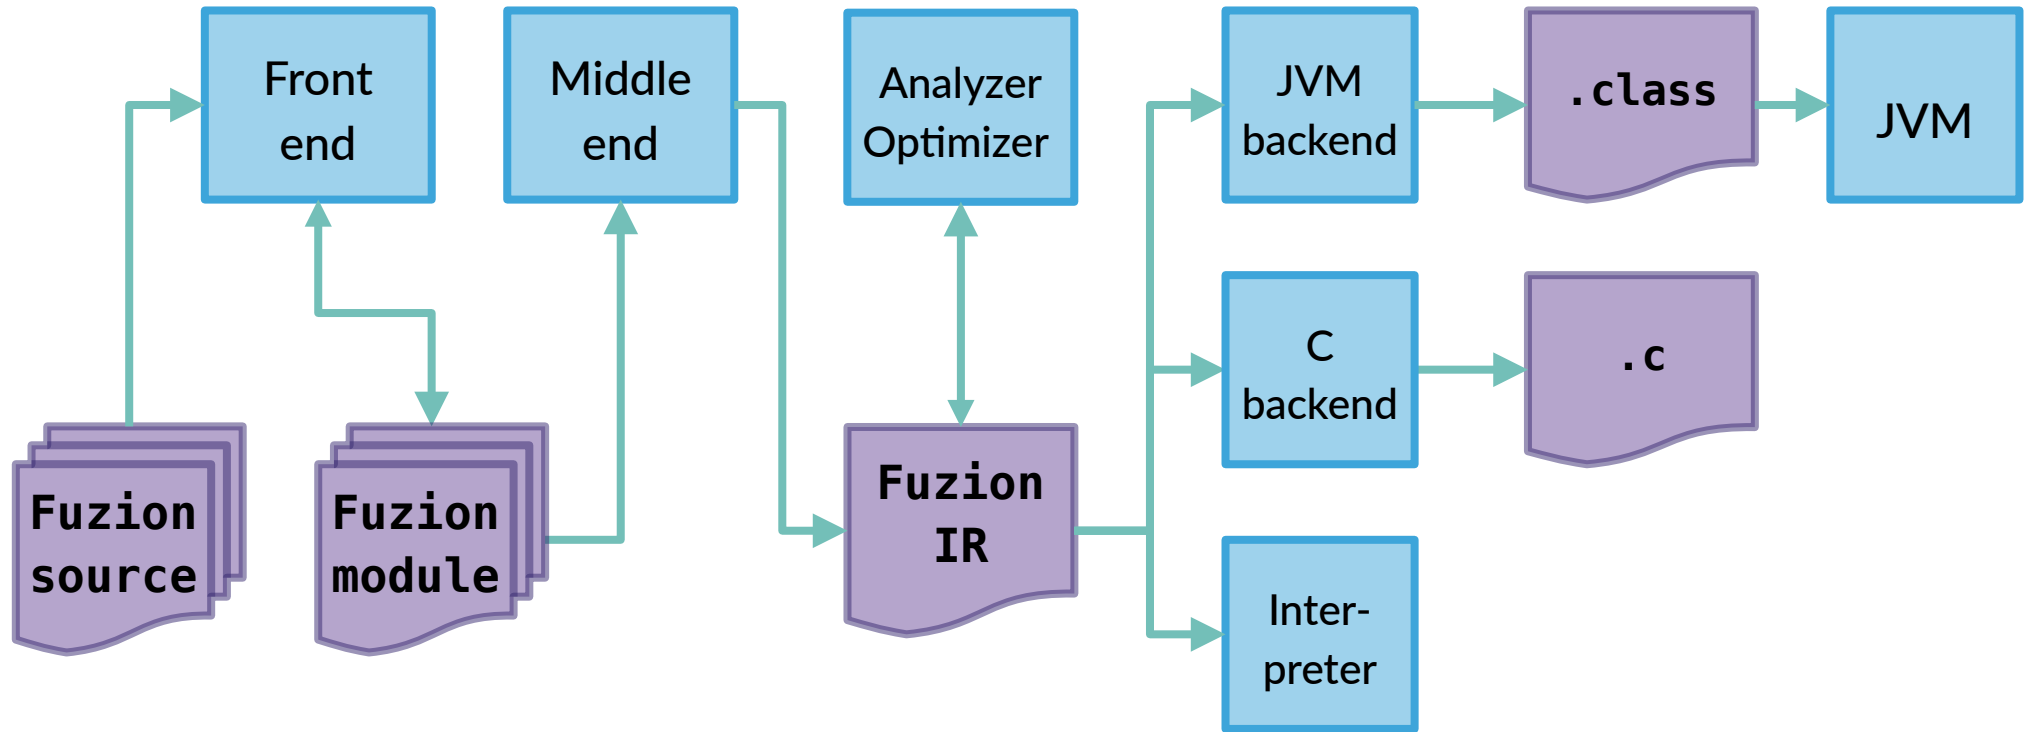 Front
end
Middle
end
Analyzer
Optimizer
JVM
backend
.class
JVM
C
backend
.c
Fuzion
source
Fuzion
module
Fuzion
IR
Inter-
preter